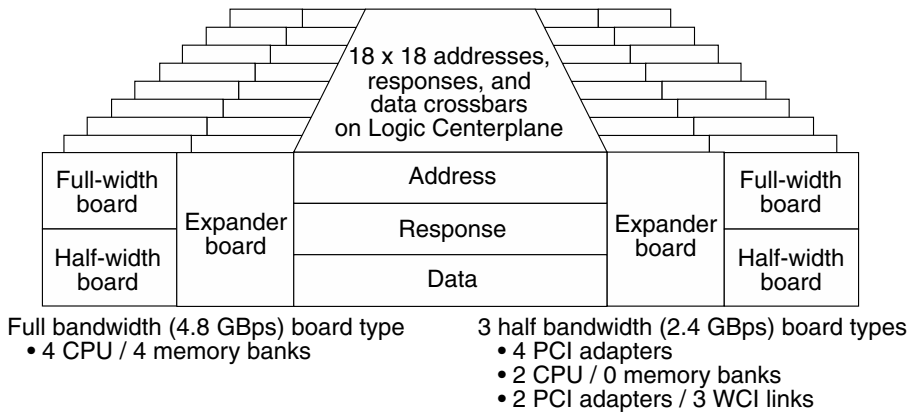 18 x 18 addresses,
responses, and
data crossbars
on Logic Centerplane
Full-width
board
Half-width
board
Expander
board
Address
Response
Data
Expander
board
Full-width
board
Half-width
board
Full bandwidth (4.8 GBps) board type
• 4 CPU / 4 memory banks
3 half bandwidth (2.4 GBps) board types
• 4 PCI adapters
• 2 CPU / 0 memory banks
• 2 PCI adapters / 3 WCI links